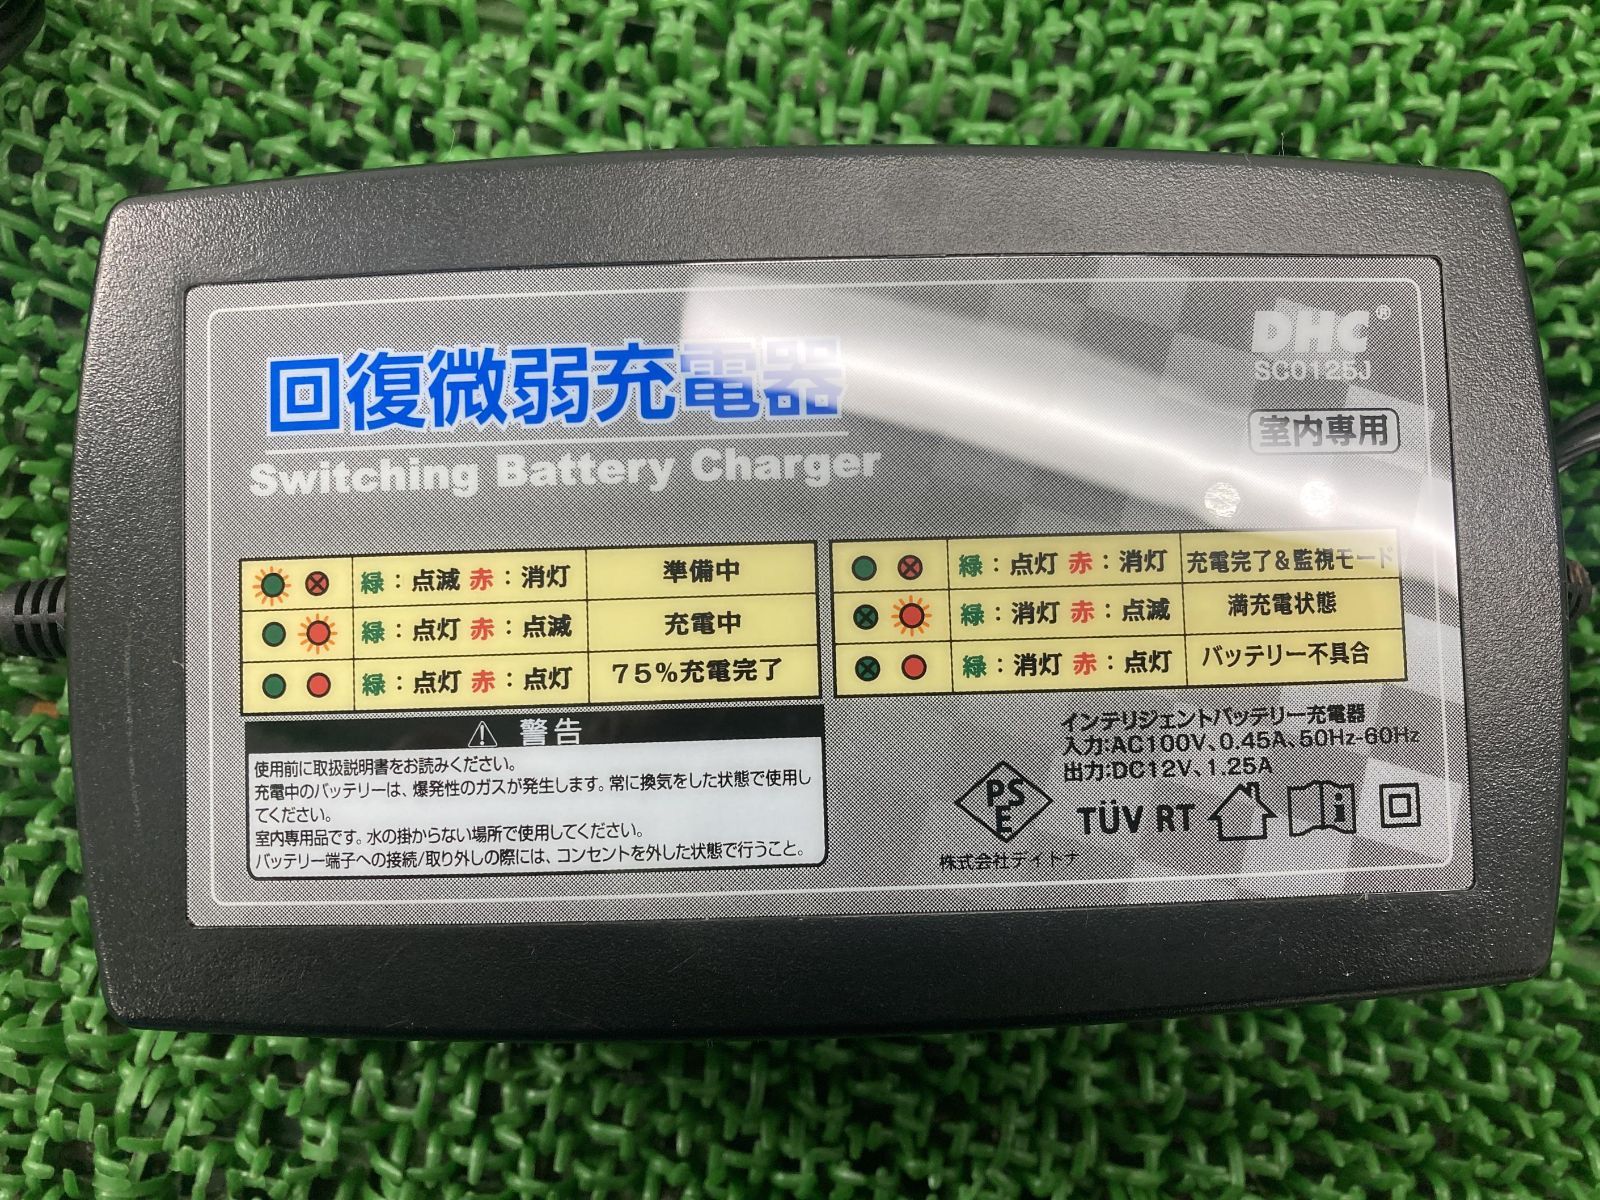 DHC®
SC0125J
室内専用
回復微弱充電器
Switching Battery Charger
緑：点滅 赤：消灯 準備中
緑：点灯 赤：点滅 充電中
緑：点灯 赤：点灯 75%充電完了
緑：点灯 赤：消灯 充電完了&監視モード
緑：消灯 赤：点滅 満充電状態
緑：消灯 赤：点灯 バッテリー不具合
警告
使用前に取扱説明書をお読みください。
充電中のバッテリーは、爆発性のガスが発生します。常に換気をした状態で使用し
てください。
室内専用品です。水の掛からない場所で使用してください。
バッテリー端子への接続/取り外しの際には、コンセントを外した状態で行うこと。
インテリジェントバッテリー充電器
入力:AC100V、0.45A、50Hz-60Hz
出力:DC12V、1.25A
PSE
TÜV RT
株式会社デイトナ